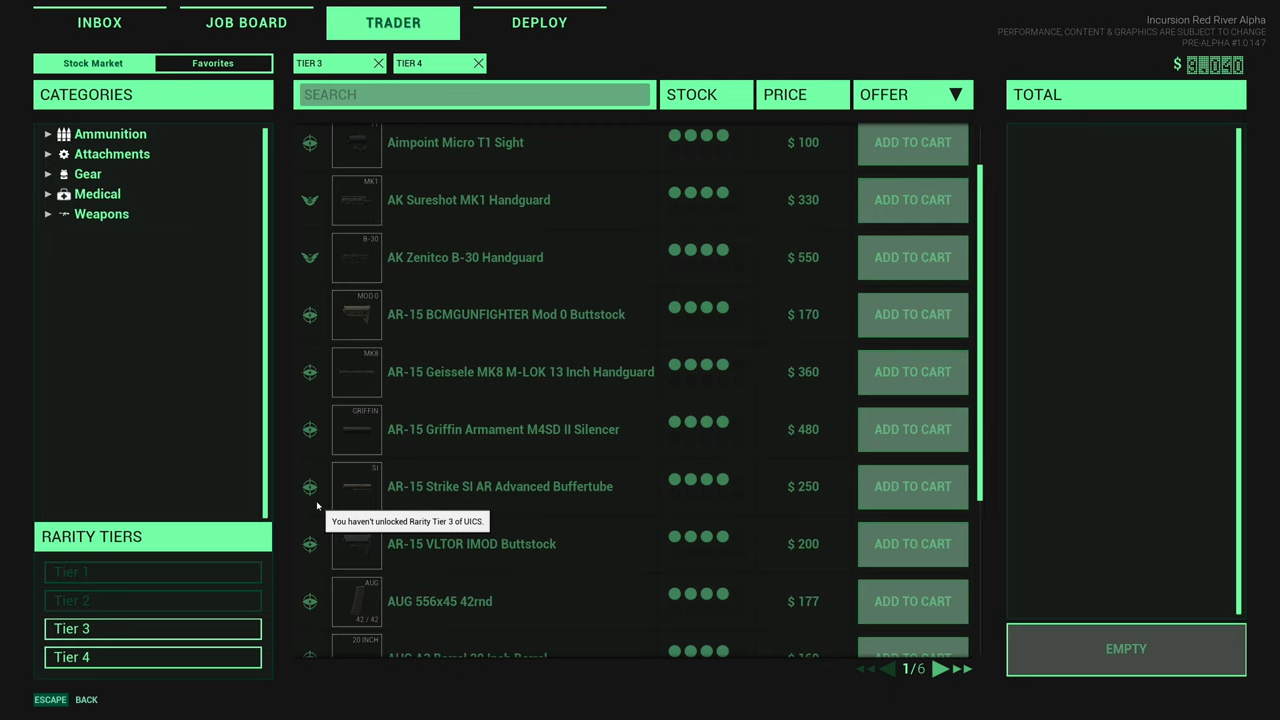 INBOX
JOB BOARD
TRADER
DEPLOY
Incursion Red River Alpha
PERFORMANCE, CONTENT & GRAPHICS ARE SUBJECT TO CHANGE
PRE-ALPHA #1.0.14.7
Stock Market
Favorites
TIER 3
TIER 4
$
CATEGORIES
SEARCH
STOCK
PRICE
OFFER
TOTAL
Ammunition
Attachments
Gear
Medical
Weapons
Aimpoint Micro T1 Sight
$ 100
ADD TO CART
MK1
AK Sureshot MK1 Handguard
$ 330
ADD TO CART
B-30
AK Zenitco B-30 Handguard
$ 550
ADD TO CART
MOD 0
AR-15 BCMGUNFIGHTER Mod 0 Buttstock
$ 170
ADD TO CART
MK8
AR-15 Geissele MK8 M-LOK 13 Inch Handguard
$ 360
ADD TO CART
GRIFFIN
AR-15 Griffin Armament M4SD II Silencer
$ 480
ADD TO CART
SI
AR-15 Strike SI AR Advanced Buffertube
$ 250
ADD TO CART
You haven't unlocked Rarity Tier 3 of UICS.
AR-15 VLTOR IMOD Buttstock
$ 200
ADD TO CART
AUG
42 / 42
AUG 556x45 42rnd
$ 177
ADD TO CART
20 INCH
AUG A3 Barrel 20 Inch Barrel
$ 160
RARITY TIERS
Tier 1
Tier 2
Tier 3
Tier 4
1/6
EMPTY
ESCAPE
BACK